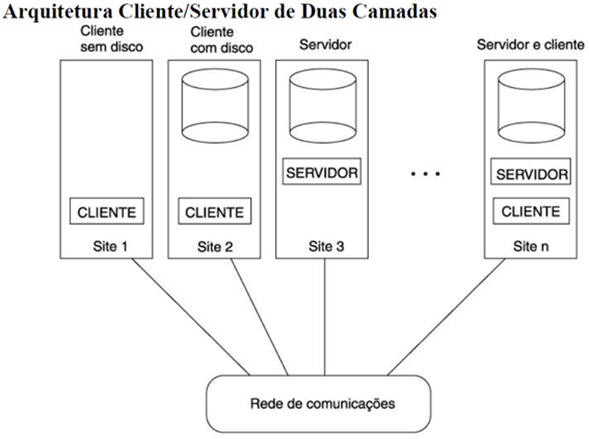 Arquitetura Cliente/Servidor de Duas Camadas
Cliente
sem disco
Cliente
com disco
Servidor
Servidor e cliente
SERVIDOR
...
SERVIDOR
CLIENTE
CLIENTE
CLIENTE
Site 1
Site 2
Site 3
Site n
Rede de comunicações